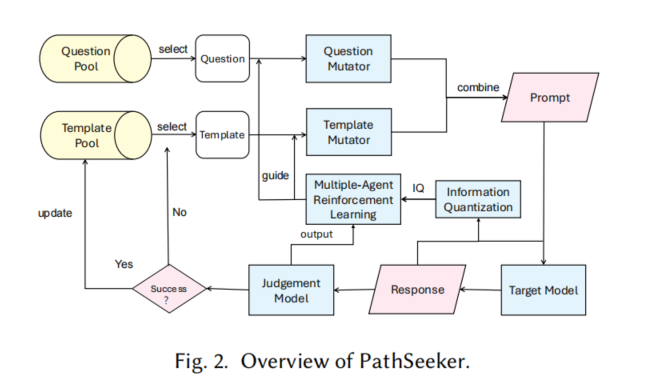 Question
Pool
select
Question
Question
Mutator
combine
Prompt
Template
Pool
select
Template
Template
Mutator
guide
Multiple-Agent
Reinforcement
Learning
IQ
Information
Quantization
update
No
output
Yes
Success
?
Judgement
Model
Response
Target Model
Fig. 2. Overview of PathSeeker.